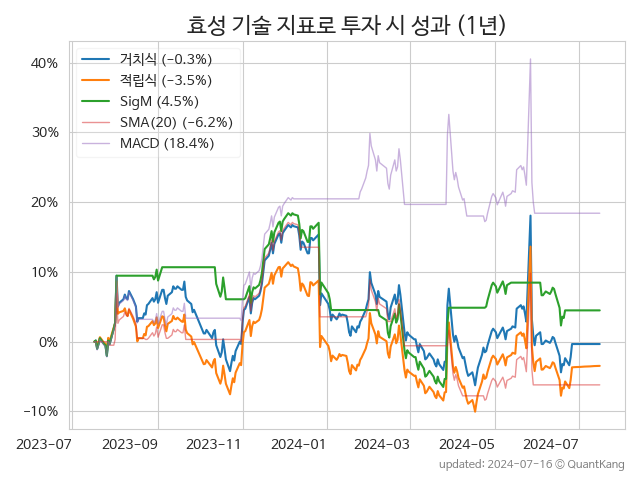 효성 기술 지표로 투자 시 성과 (1년)
거치식 (−0.3%)
적립식 (−3.5%)
SigM (4.5%)
SMA(20) (−6.2%)
MACD (18.4%)
40%
30%
20%
10%
0%
−10%
2023-07 2023-09 2023-11 2024-01 2024-03 2024-05 2024-07
updated: 2024-07-16 © QuantKang